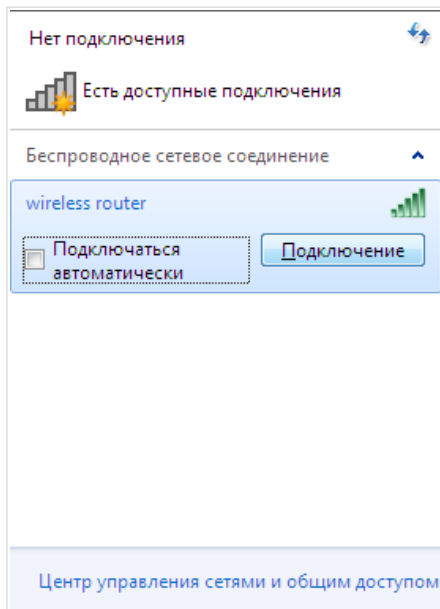 Нет подключения
Есть доступные подключения
Беспроводное сетевое соединение
wireless router
Подключаться
автоматически
Подключение
Центр управления сетями и общим доступом